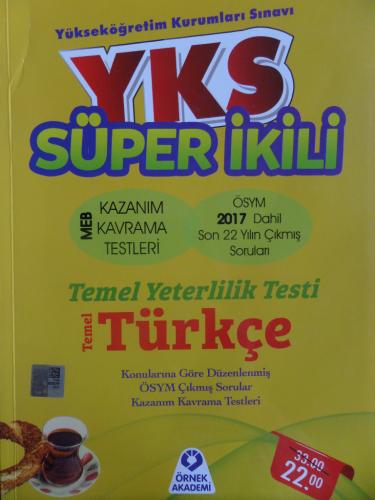 Yükseköğretim Kurumları Sınavı
YKS
SÜPER İKİLİ
MEB
KAZANIM
KAVRAMA
TESTLERİ
ÖSYM
2017 Dahil
Son 22 Yılın Çıkmış
Soruları
Temel Yeterlilik Testi
Temel
Türkçe
Konularına Göre Düzenlenmiş
ÖSYM Çıkmış Sorular
Kazanım Kavrama Testleri
ÖRNEK
AKADEMİ
33.00
22.00